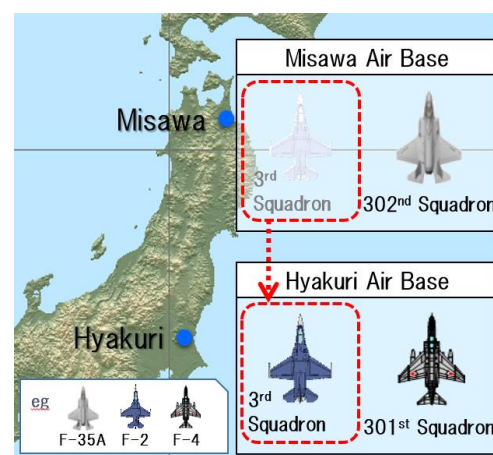 Misawa Air Base
Misawa
3rd
Squadron
302nd Squadron
Hyakuri Air Base
Hyakuri
3rd
Squadron
301st Squadron
eg
F-35A F-2 F-4